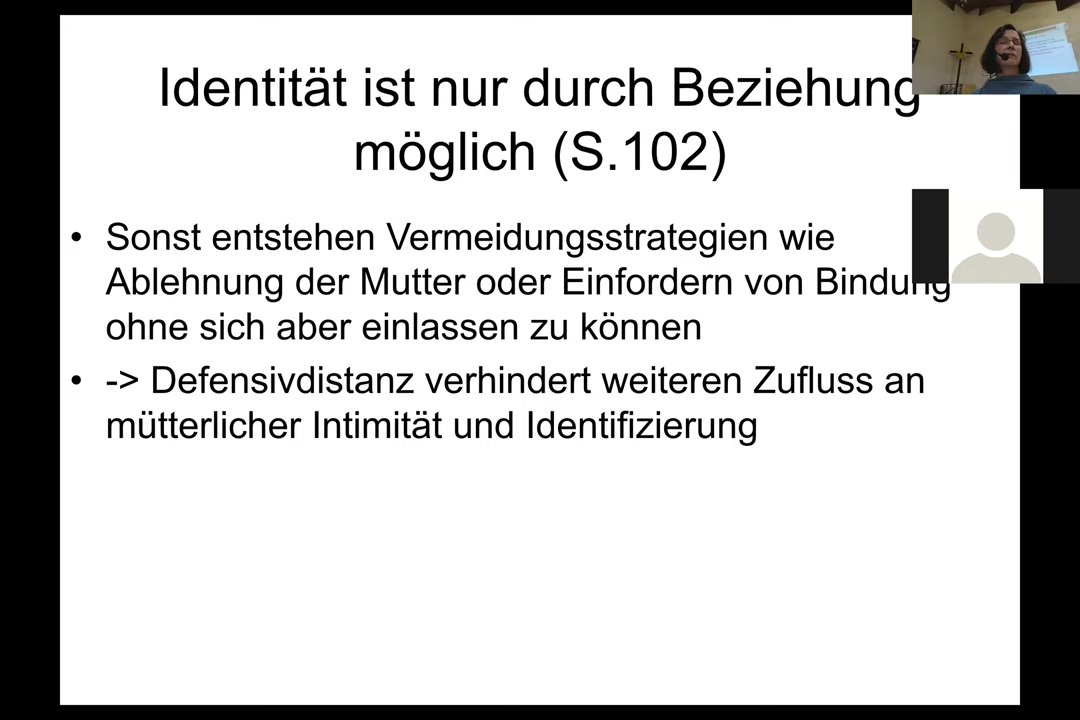 Identität ist nur durch Beziehung
möglich (S.102)
• Sonst entstehen Vermeidungsstrategien wie
Ablehnung der Mutter oder Einfordern von Bindung
ohne sich aber einlassen zu können
• -> Defensivdistanz verhindert weiteren Zufluss an
mütterlicher Intimität und Identifizierung